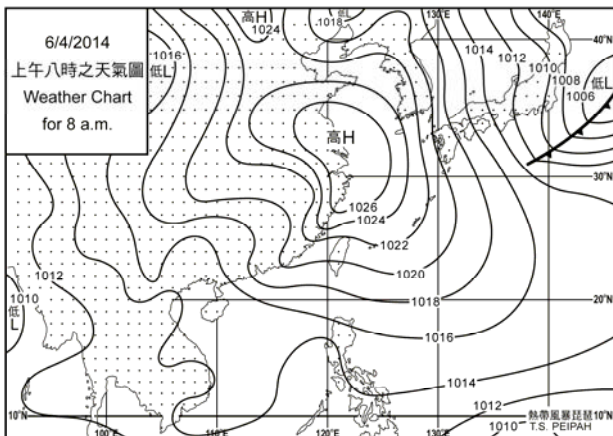 6/4/2014
上午八時之天氣圖
Weather Chart
for 8 a.m.
高H
1024
1018
低L
130°E
140°E
40°N
1016
低L
1014
1012
1010
1008
1006
低L
高H
30°N
1026
1024
1022
1020
1018
1016
1012
1010
低
L
20°N
1014
1012
1010
10°N
100°E
110°E
120°E
130°E
10°N
熱帶風暴琵琶
T.S. PEIPAH